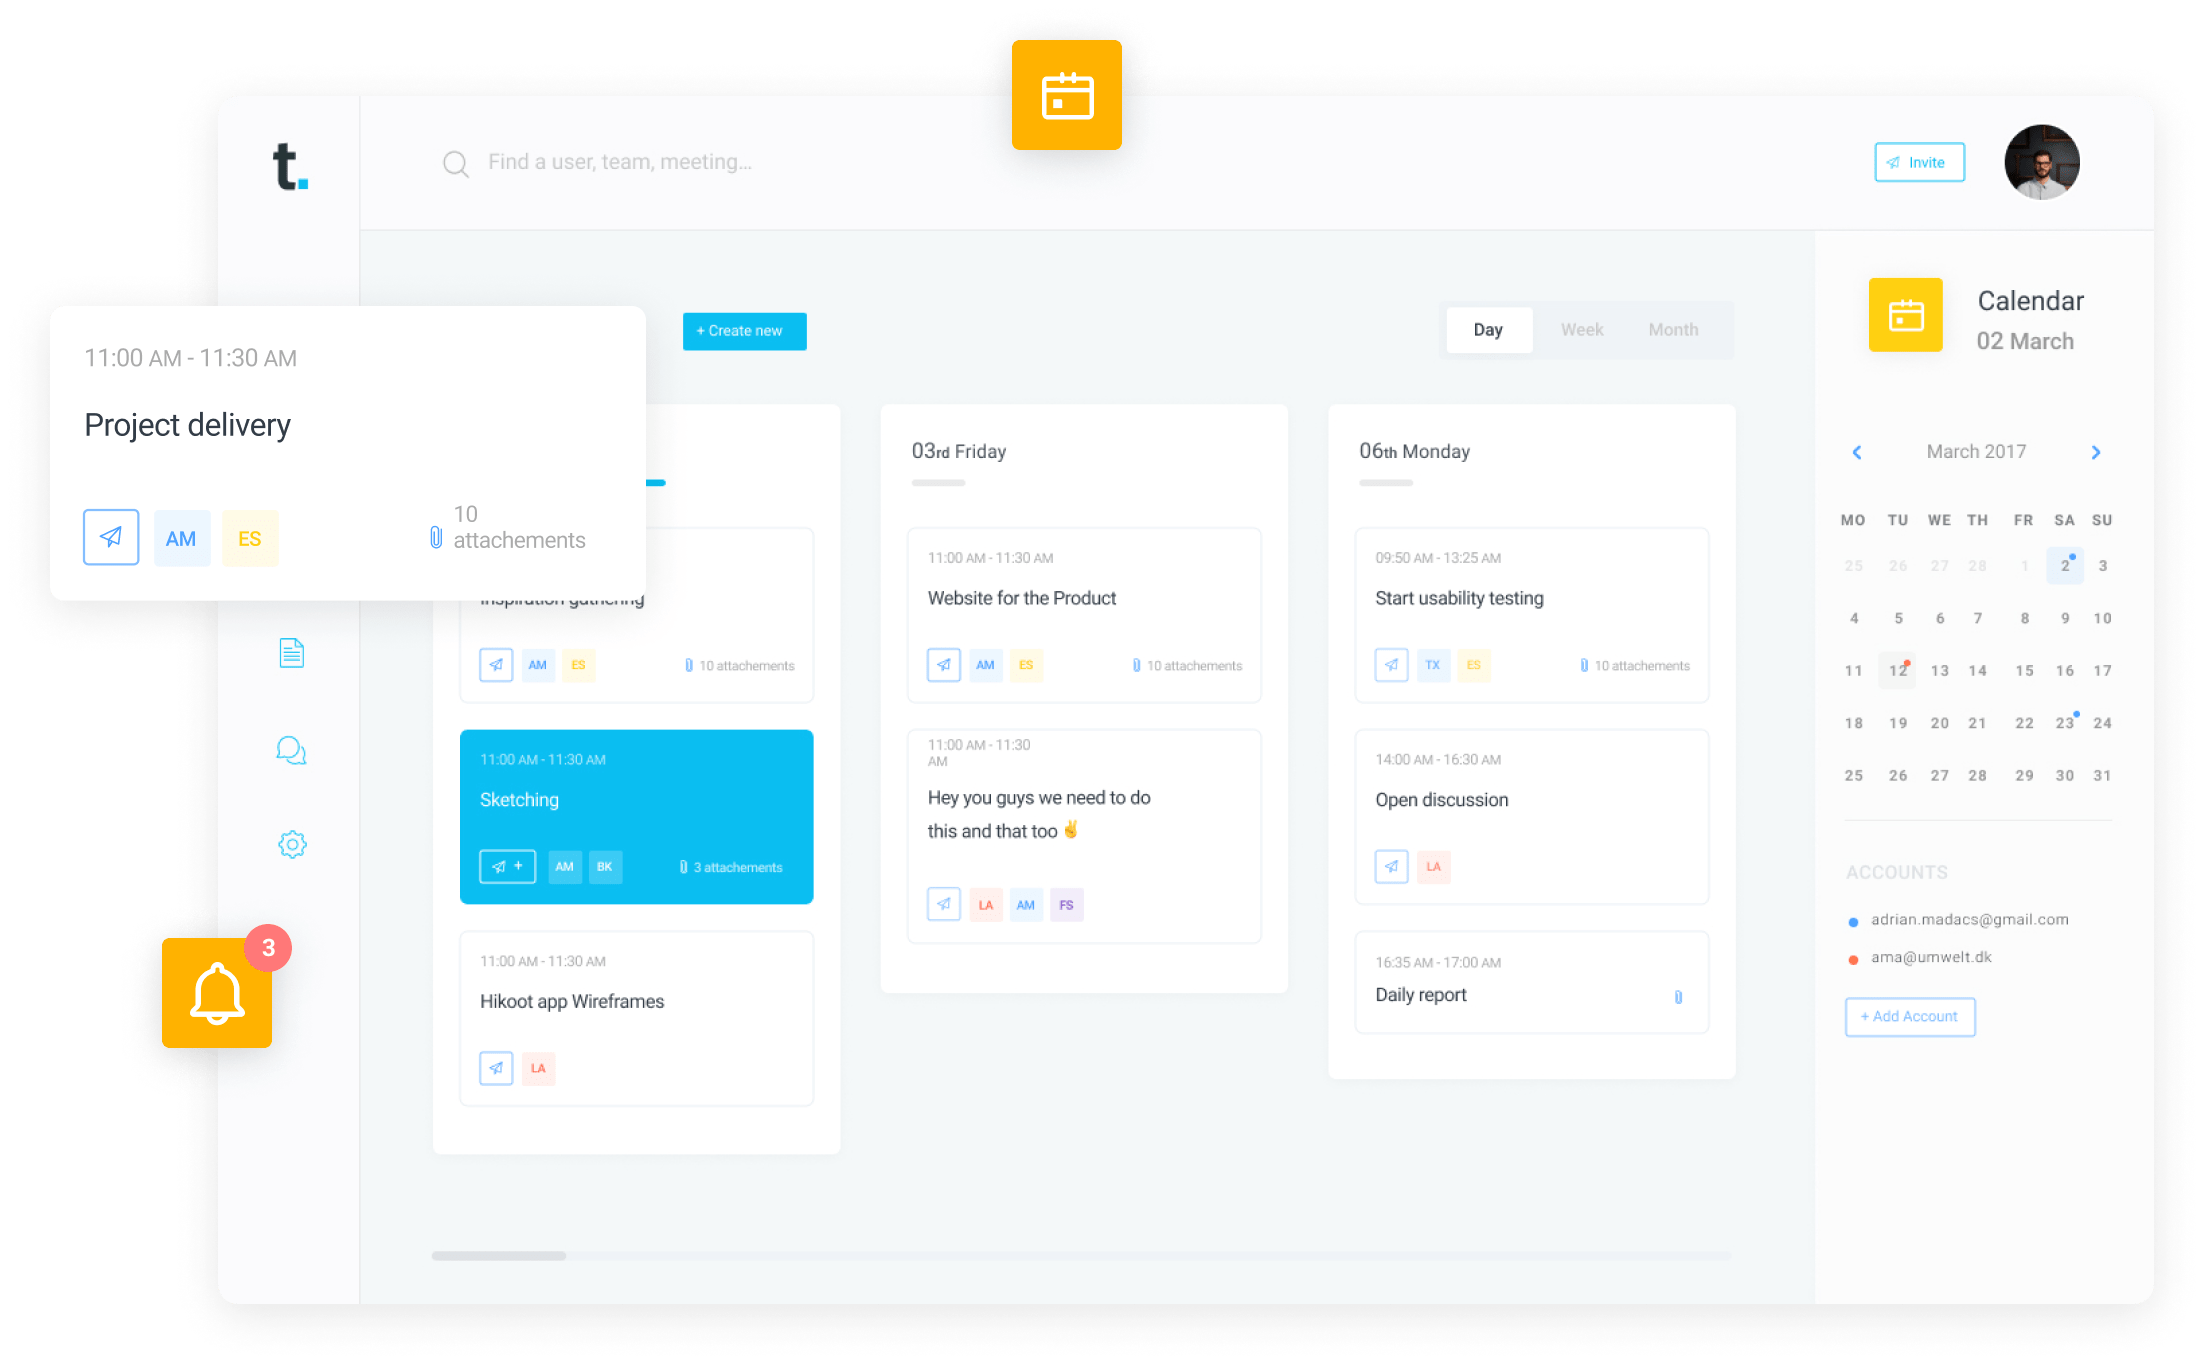 t.
Find a user, team, meeting...
Invite
11:00 AM - 11:30 AM
Project delivery
AM
ES
10
attachements
+ Create new
Day
Week
Month
Inspiration gathering
AM
ES
10 attachements
11:00 AM - 11:30 AM
Sketching
+
AM
BK
3 attachements
11:00 AM - 11:30 AM
Hikoot app Wireframes
LA
03rd Friday
11:00 AM - 11:30 AM
Website for the Product
AM
ES
10 attachements
11:00 AM - 11:30
AM
Hey you guys we need to do
this and that too ✌
LA
AM
FS
06th Monday
09:50 AM - 13:25 AM
Start usability testing
TX
ES
10 attachements
14:00 AM - 16:30 AM
Open discussion
LA
16:35 AM - 17:00 AM
Daily report
3
Calendar
02 March
March 2017
MO TU WE TH FR SA SU
25 26 27 28 1 2 3
4 5 6 7 8 9 10
11 12 13 14 15 16 17
18 19 20 21 22 23 24
25 26 27 28 29 30 31
ACCOUNTS
adrian.madacs@gmail.com
ama@umwelt.dk
+ Add Account